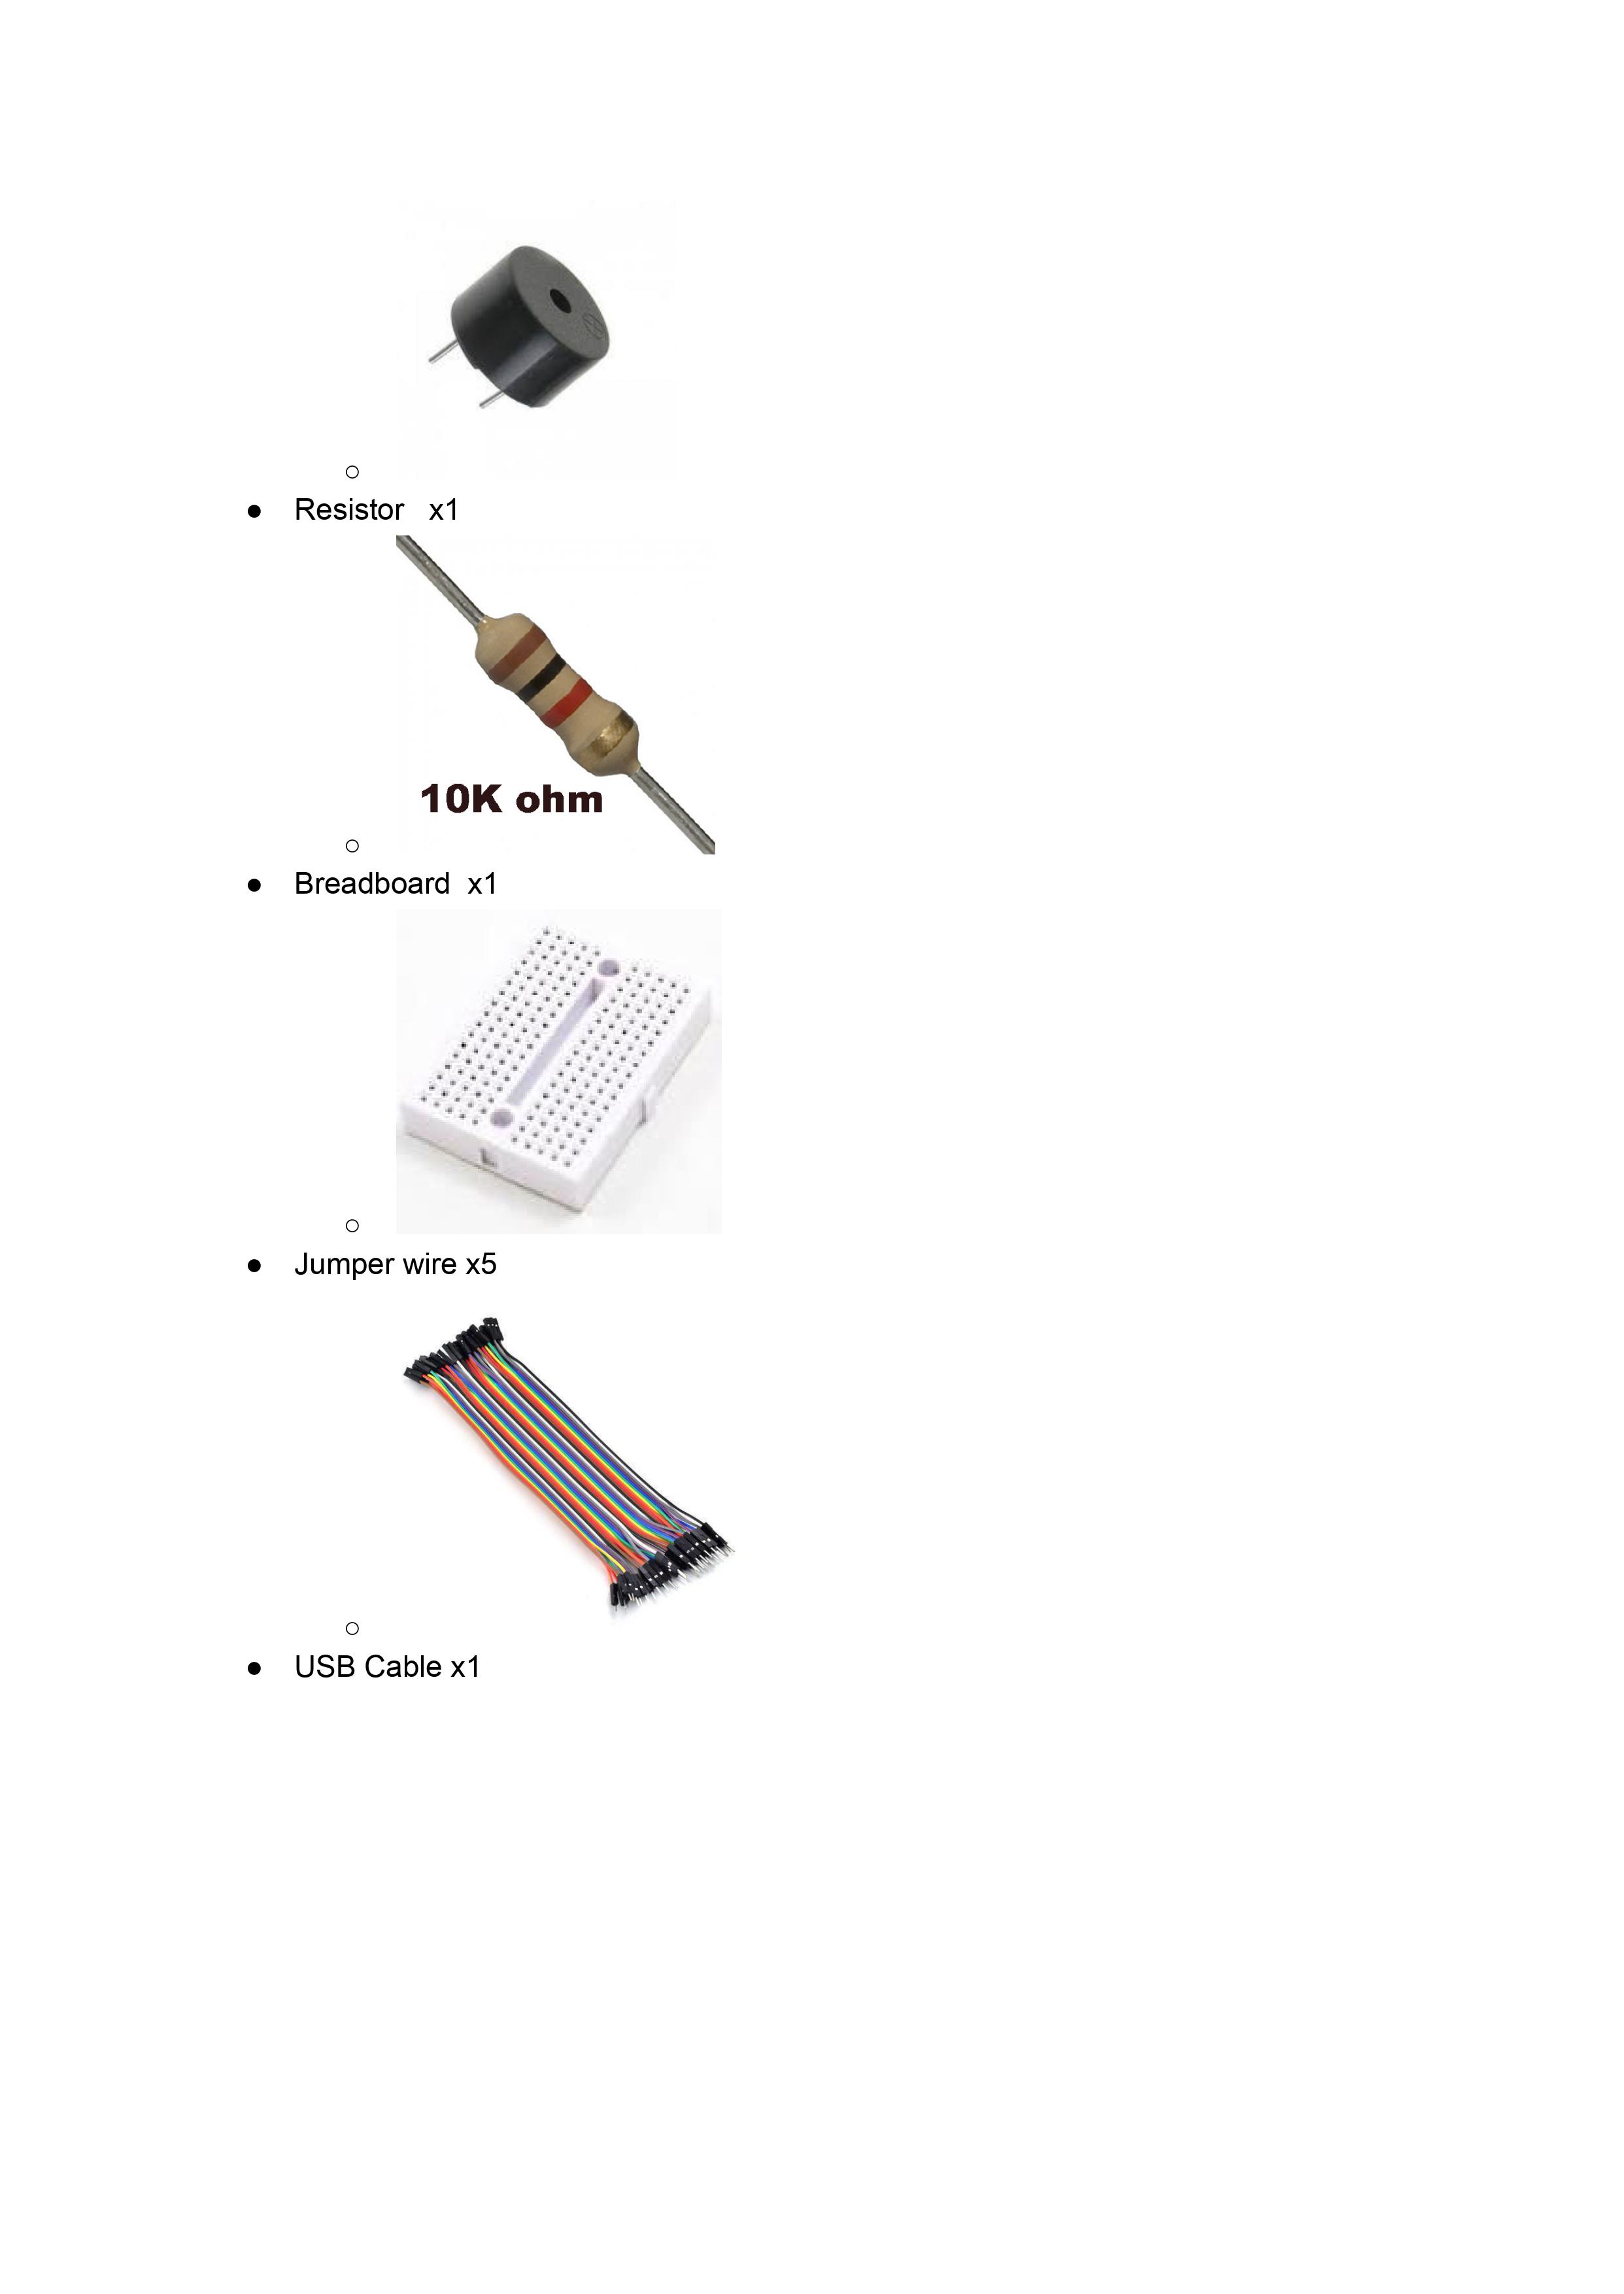 Resistor x1
10K ohm
Breadboard x1
Jumper wire x5
USB Cable x1